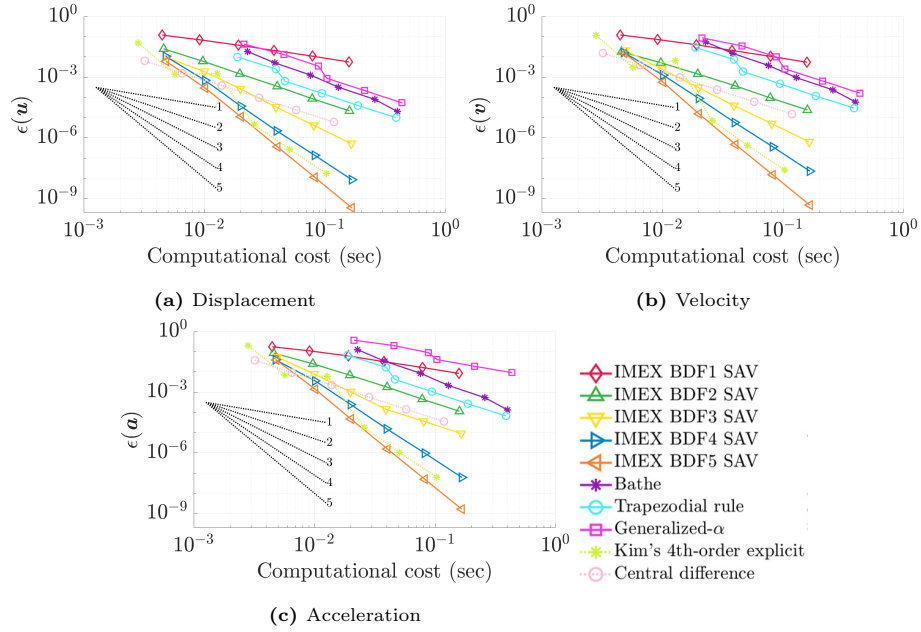 10^0
10^-3
10^-6
10^-9
ϵ(u)
1
2
3
4
5
10^-3 10^-2 10^-1 10^0
Computational cost (sec)
(a) Displacement
10^0
10^-3
10^-6
10^-9
ϵ(v)
1
2
3
4
5
10^-3 10^-2 10^-1 10^0
Computational cost (sec)
(b) Velocity
10^0
10^-3
10^-6
10^-9
ϵ(a)
1
2
3
4
5
10^-3 10^-2 10^-1 10^0
Computational cost (sec)
(c) Acceleration
IMEX BDF1 SAV
IMEX BDF2 SAV
IMEX BDF3 SAV
IMEX BDF4 SAV
IMEX BDF5 SAV
Bathe
Trapezodial rule
Generalized-α
Kim's 4th-order explicit
Central difference